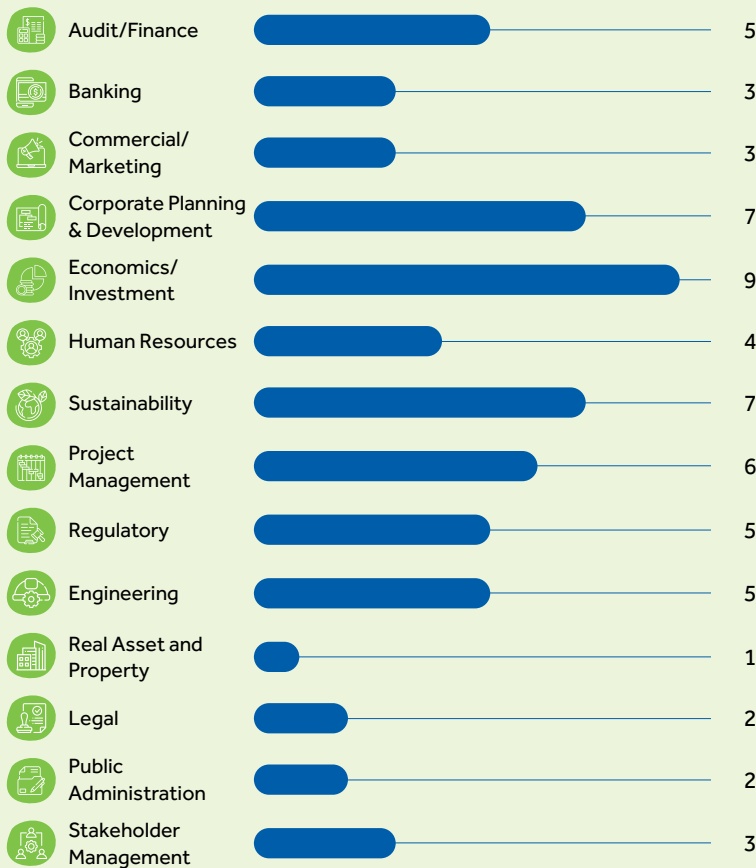 Audit/Finance 5
Banking 3
Commercial/
Marketing 3
Corporate Planning
& Development 7
Economics/
Investment 9
Human Resources 4
Sustainability 7
Project
Management 6
Regulatory 5
Engineering 5
Real Asset and
Property 1
Legal 2
Public
Administration 2
Stakeholder
Management 3